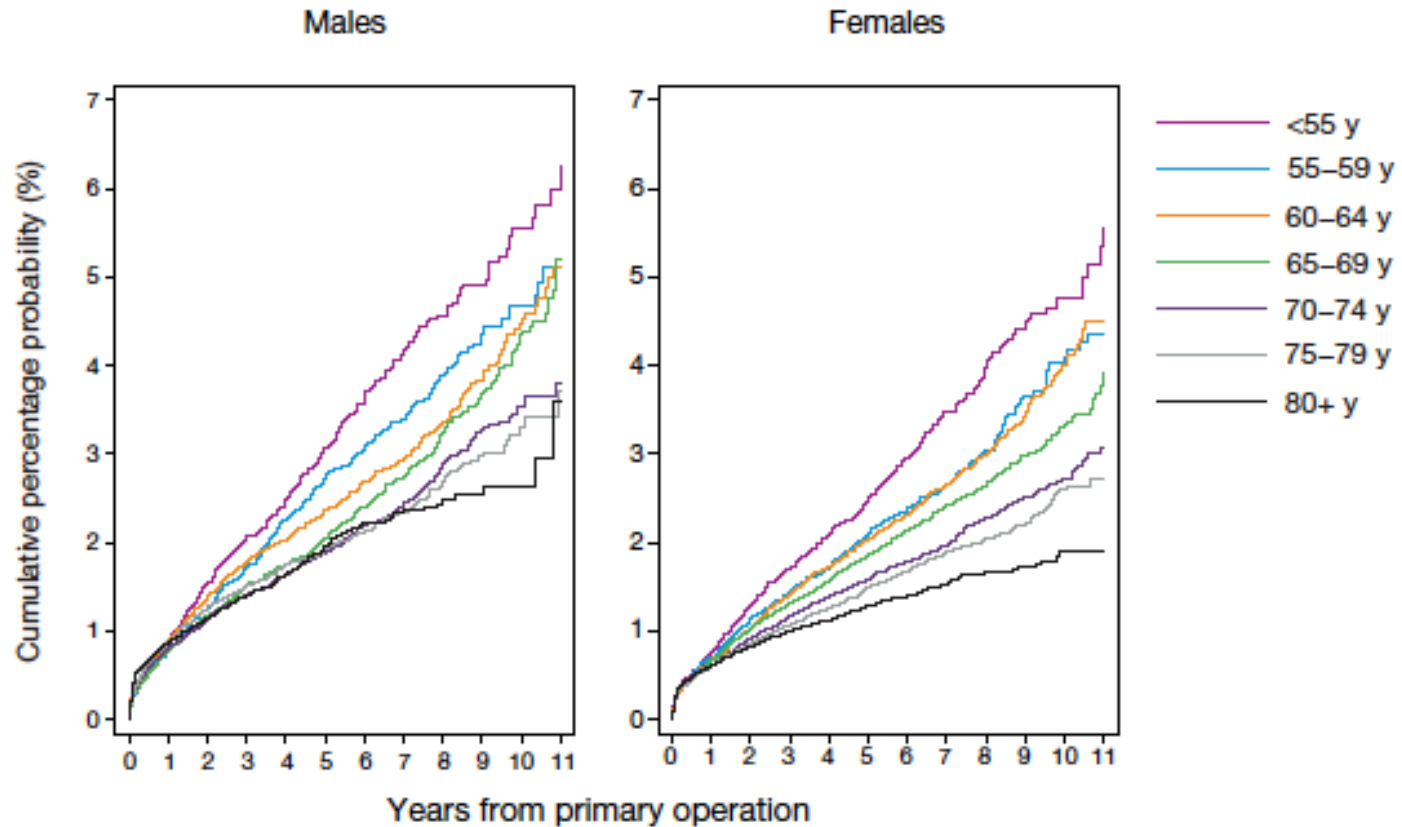 Males
Females
Cumulative percentage probability (%)
7
6
5
4
3
2
1
0
0 1 2 3 4 5 6 7 8 9 10 11
7
6
5
4
3
2
1
0
0 1 2 3 4 5 6 7 8 9 10 11
Years from primary operation
<55 y
55–59 y
60–64 y
65–69 y
70–74 y
75–79 y
80+ y